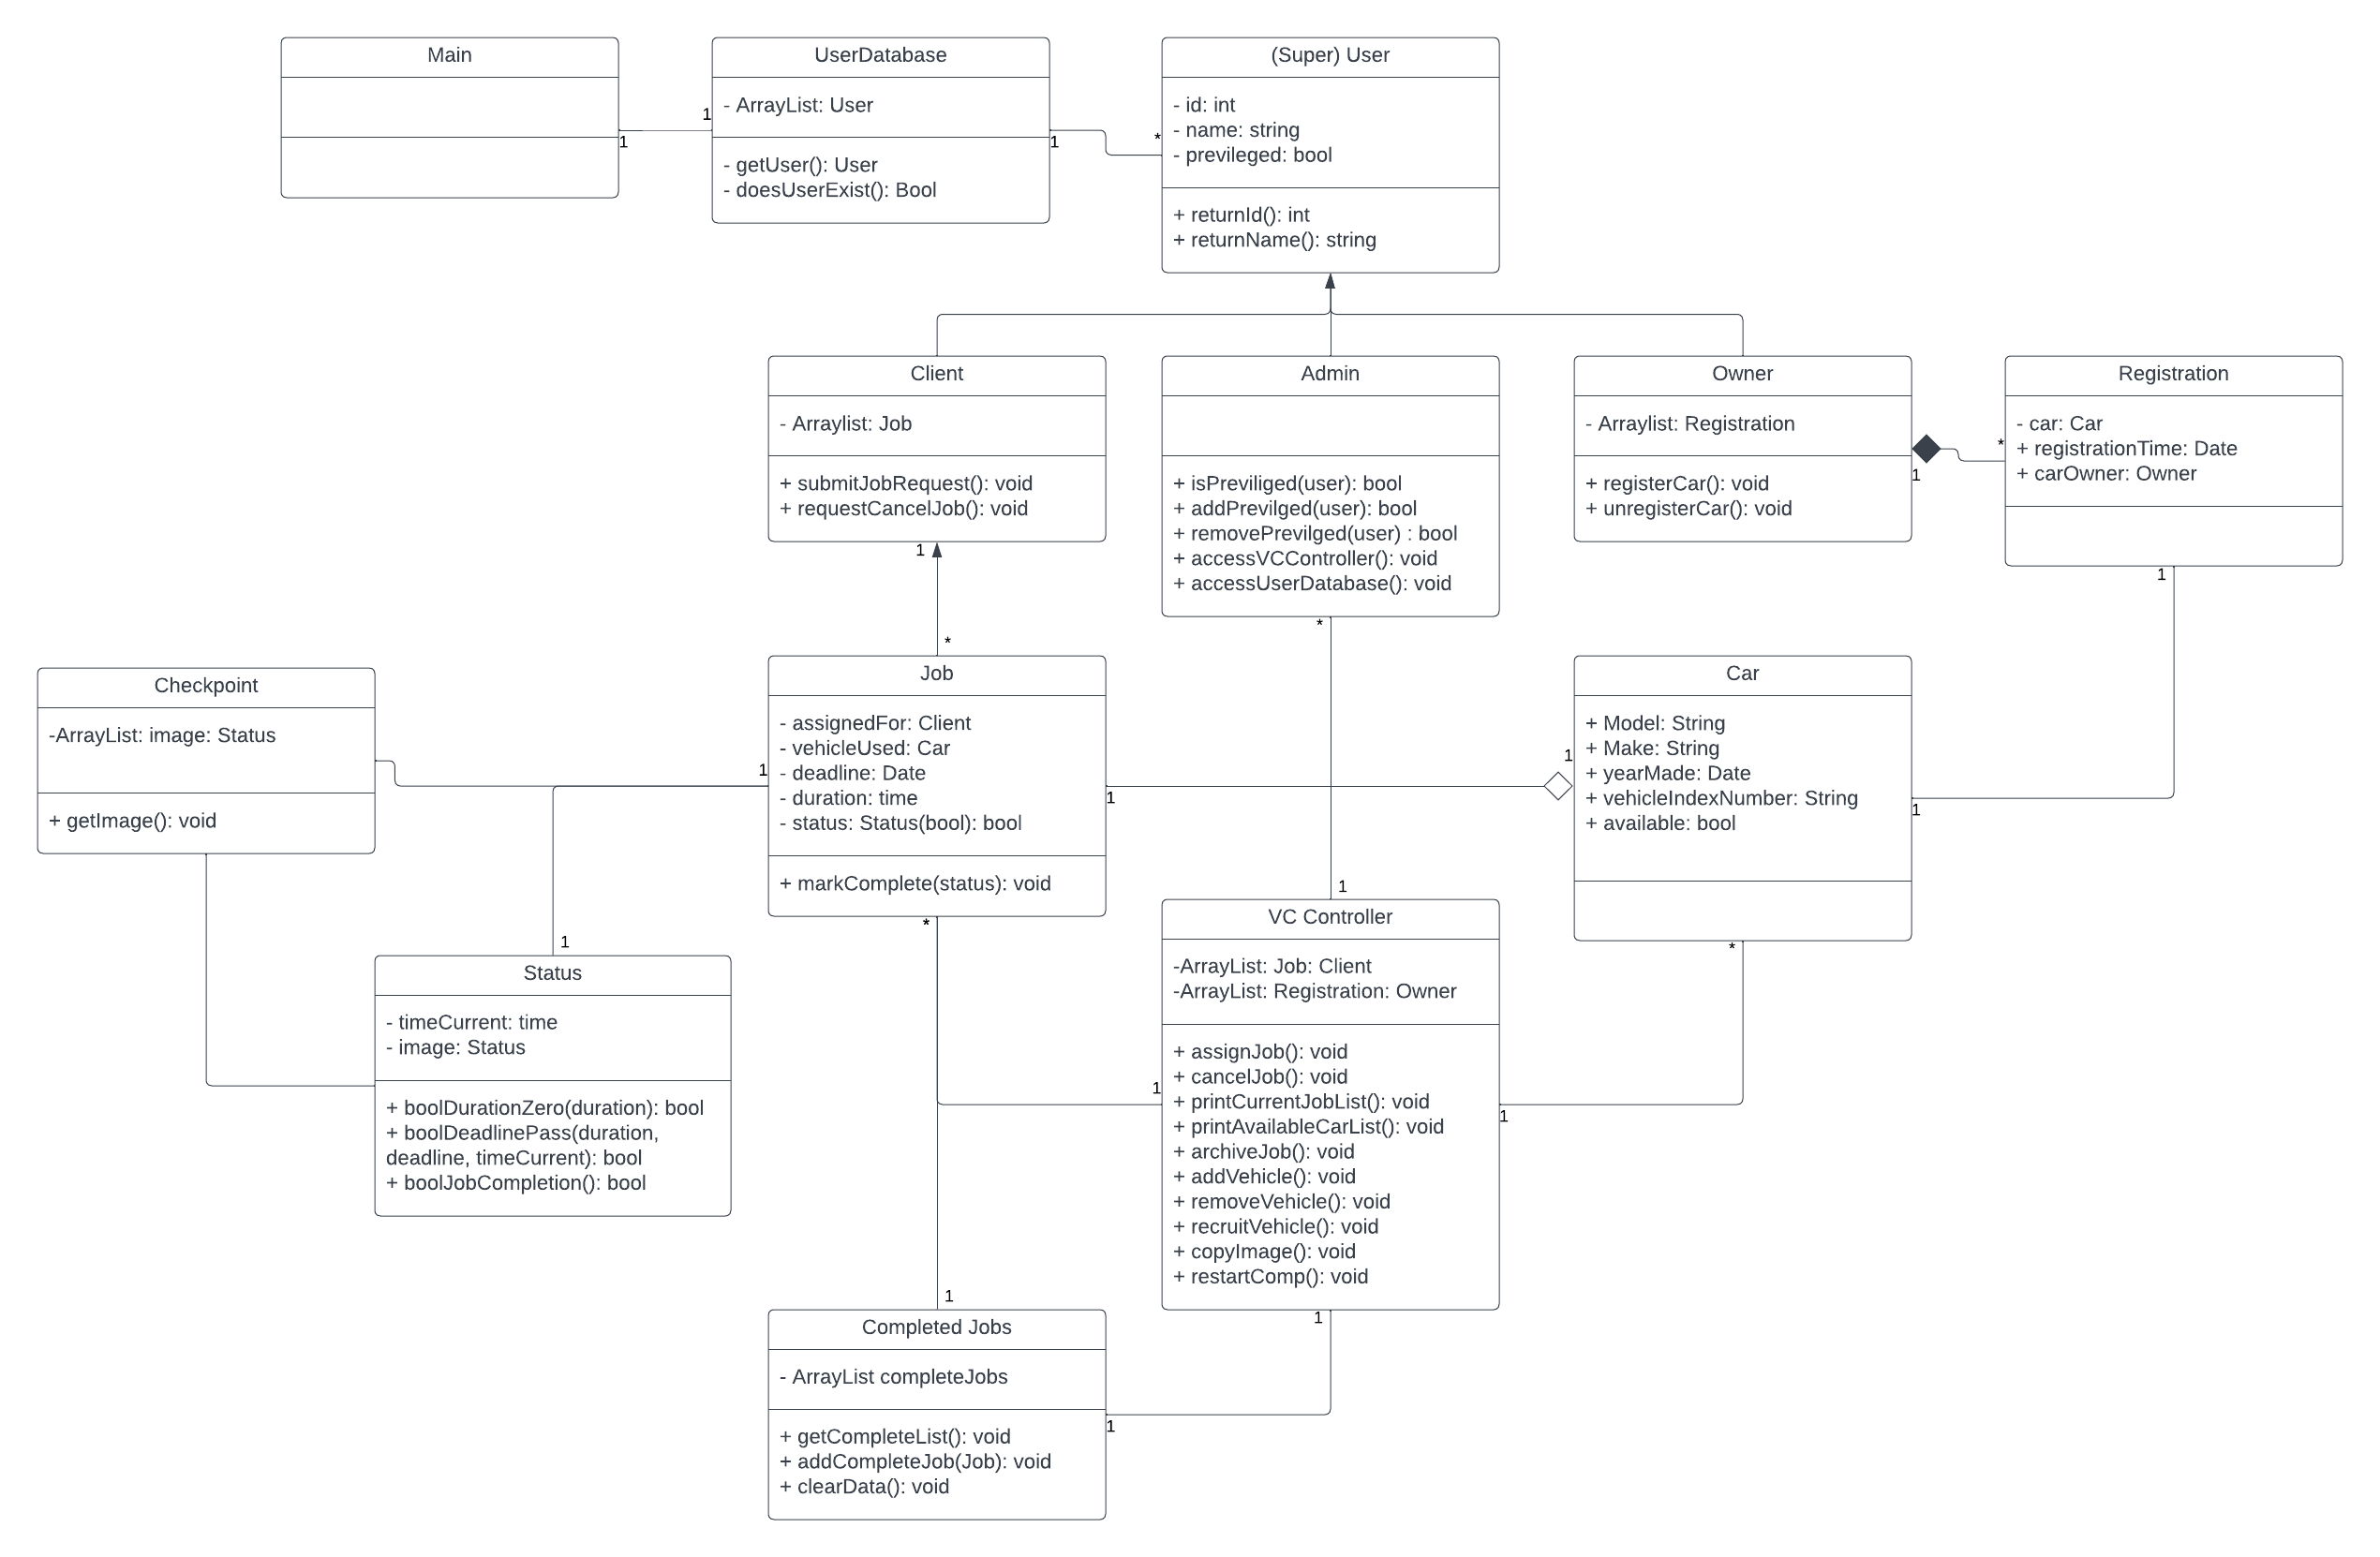 Main
1
1
UserDatabase
- ArrayList: User
- getUser(): User
- doesUserExist(): Bool
1
*
(Super) User
- id: int
- name: string
- previleged: bool
+ returnId(): int
+ returnName(): string
Client
- Arraylist: Job
+ submitJobRequest(): void
+ requestCancelJob(): void
1
*
Admin
+ isPreviliged(user): bool
+ addPrevilged(user): bool
+ removePrevilged(user) : bool
+ accessVCController(): void
+ accessUserDatabase(): void
*
1
Owner
- Arraylist: Registration
+ registerCar(): void
+ unregisterCar(): void
1
*
Registration
- car: Car
+ registrationTime: Date
+ carOwner: Owner
1
Checkpoint
-ArrayList: image: Status
+ getImage(): void
1
Job
- assignedFor: Client
- vehicleUsed: Car
- deadline: Date
- duration: time
- status: Status(bool): bool
+ markComplete(status): void
1
*
1
Car
+ Model: String
+ Make: String
+ yearMade: Date
+ vehicleIndexNumber: String
+ available: bool
1
*
1
Status
- timeCurrent: time
- image: Status
+ boolDurationZero(duration): bool
+ boolDeadlinePass(duration,
deadline, timeCurrent): bool
+ boolJobCompletion(): bool
VC Controller
-ArrayList: Job: Client
-ArrayList: Registration: Owner
+ assignJob(): void
+ cancelJob(): void
+ printCurrentJobList(): void
+ printAvailableCarList(): void
+ archiveJob(): void
+ addVehicle(): void
+ removeVehicle(): void
+ recruitVehicle(): void
+ copyImage(): void
+ restartComp(): void
1
1
1
1
Completed Jobs
- ArrayList completeJobs
+ getCompleteList(): void
+ addCompleteJob(Job): void
+ clearData(): void
1